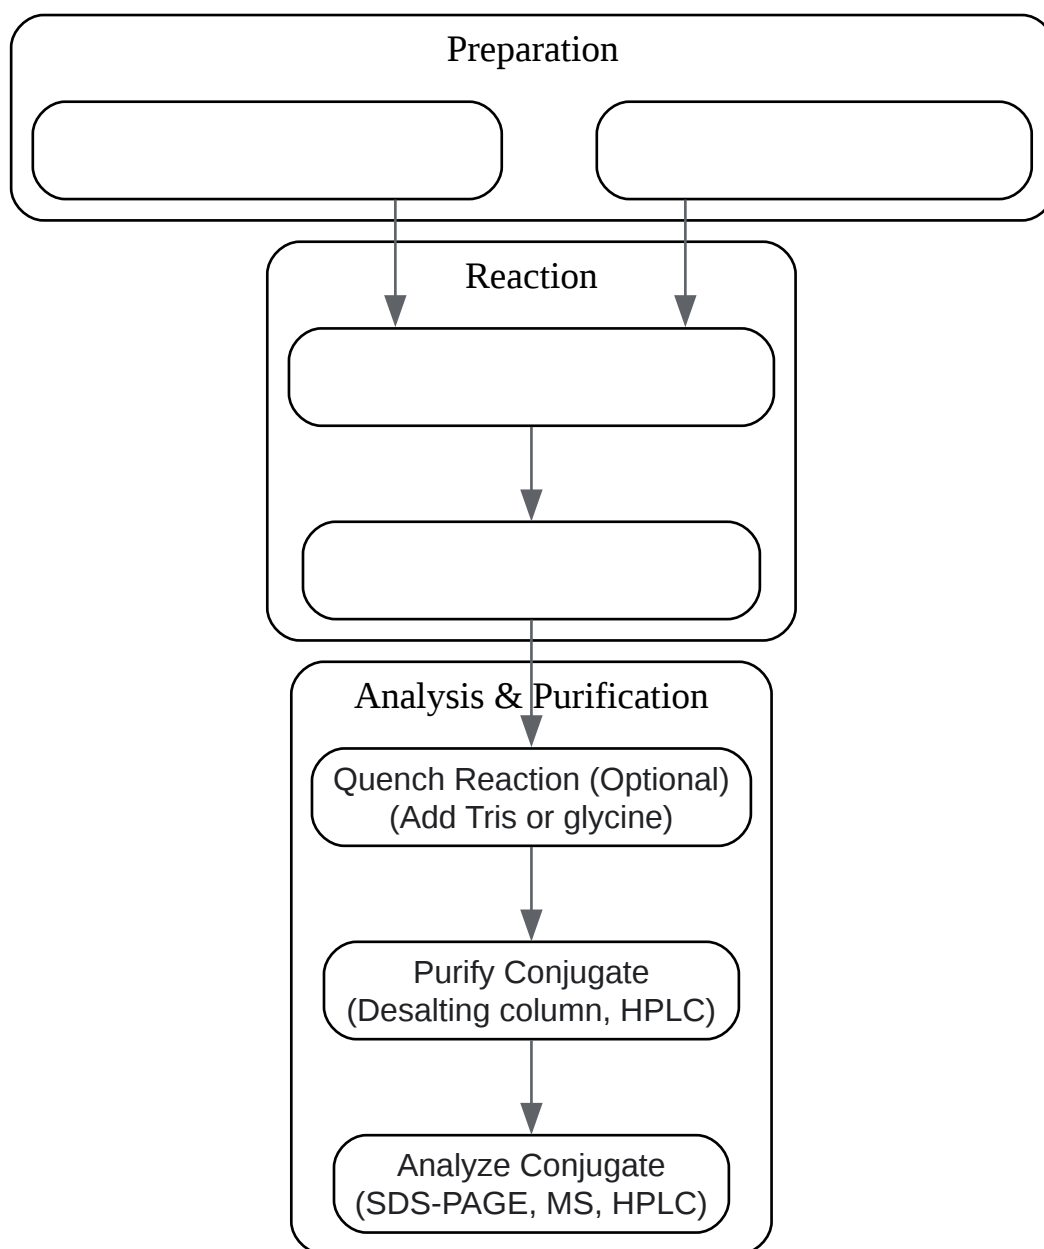 Preparation
Reaction
Analysis & Purification
Quench Reaction (Optional)
(Add Tris or glycine)
Purify Conjugate
(Desalting column, HPLC)
Analyze Conjugate
(SDS-PAGE, MS, HPLC)